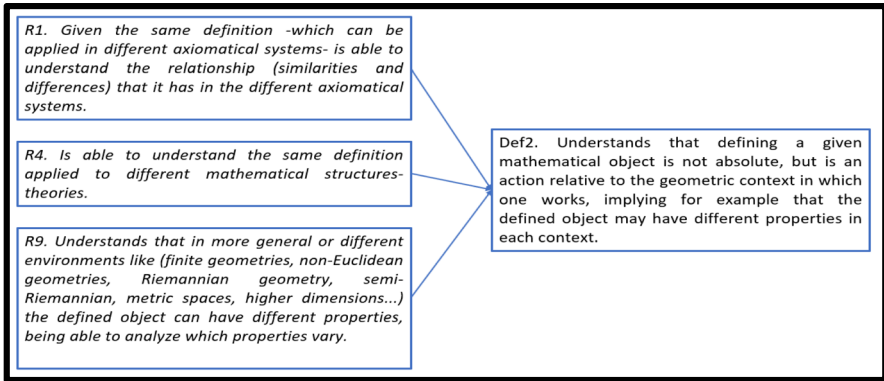 R1. Given the same definition -which can be
applied in different axiomatical systems- is able to
understand the relationship (similarities and
differences) that it has in the different axiomatical
systems.
R4. Is able to understand the same definition
applied to different mathematical structures-
theories.
R9. Understands that in more general or different
environments like (finite geometries, non-Euclidean
geometries, Riemannian geometry, semi-
Riemannian, metric spaces, higher dimensions...)
the defined object can have different properties,
being able to analyze which properties vary.
Def2. Understands that defining a given
mathematical object is not absolute, but is an
action relative to the geometric context in which
one works, implying for example that the
defined object may have different properties in
each context.